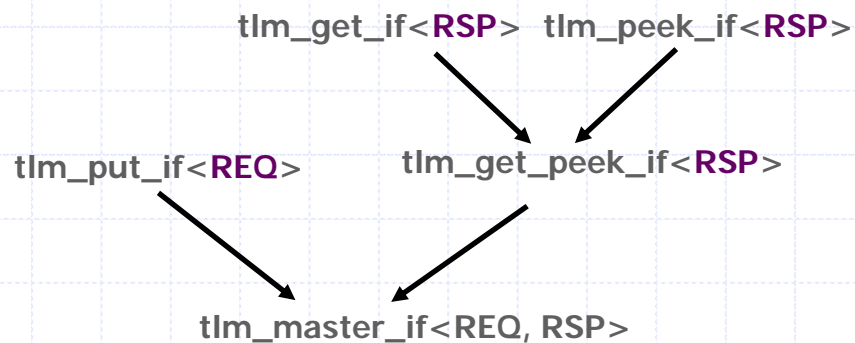 tlm_get_if<RSP> tlm_peek_if<RSP>
tlm_put_if<REQ> tlm_get_peek_if<RSP>
tlm_master_if<REQ, RSP>